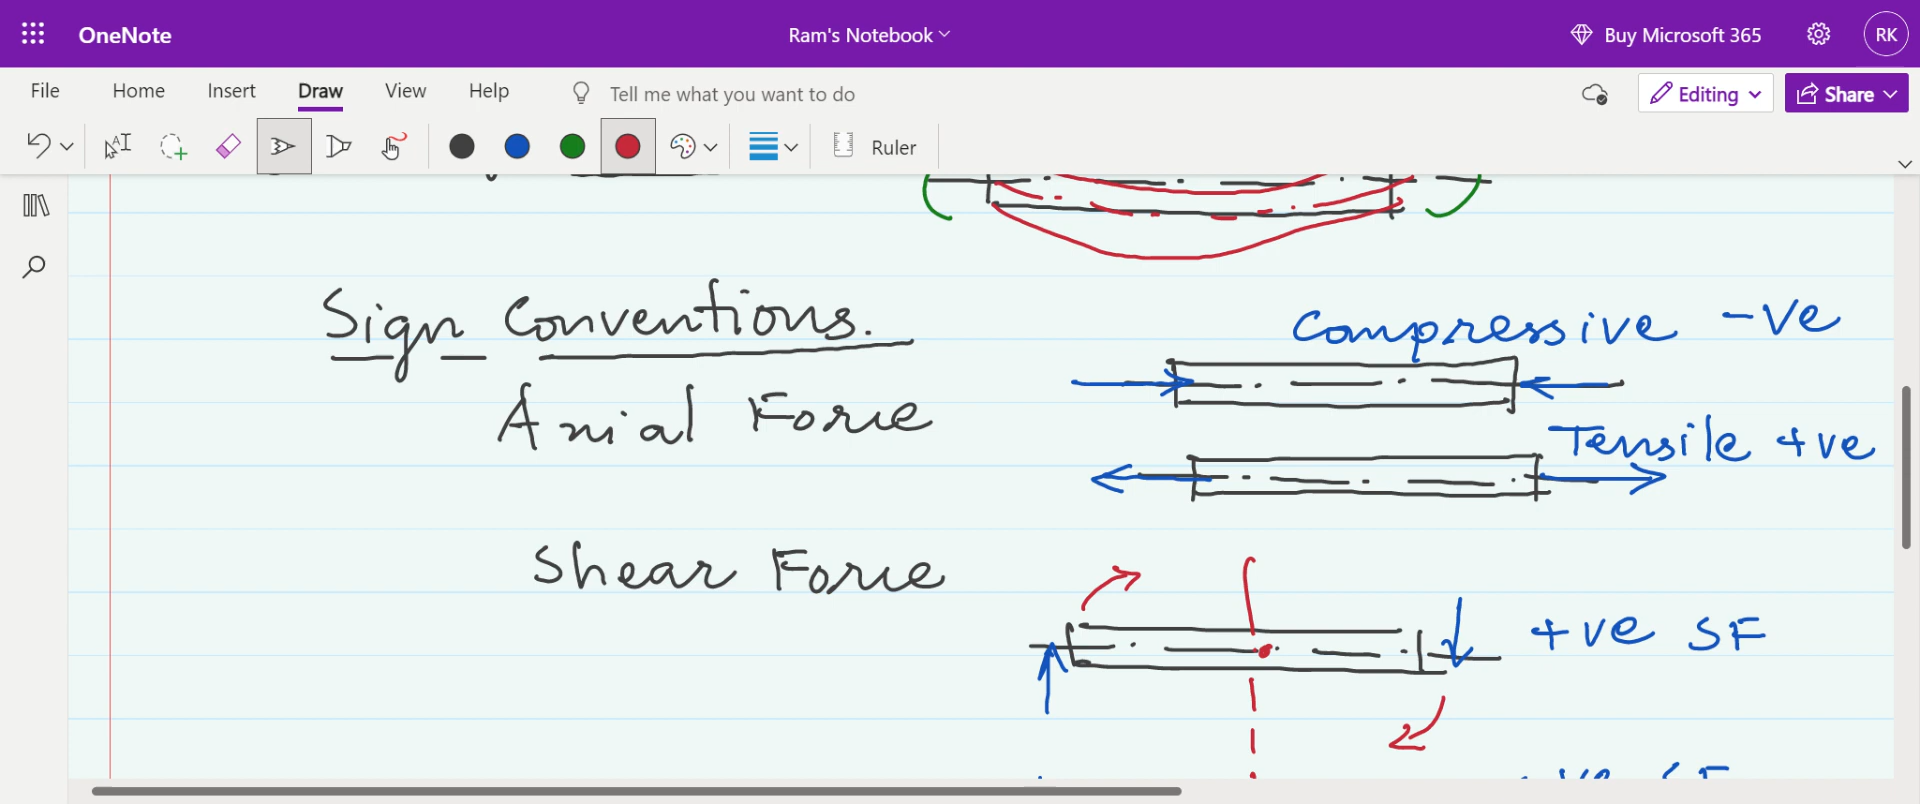 OneNote
Ram's Notebook
Buy Microsoft 365
RK
File Home Insert Draw View Help Tell me what you want to do
Editing Share
Ruler
Sign Conventions.
Compressive -ve
Axial Force
Tensile +ve
Shear Force
+ve SF